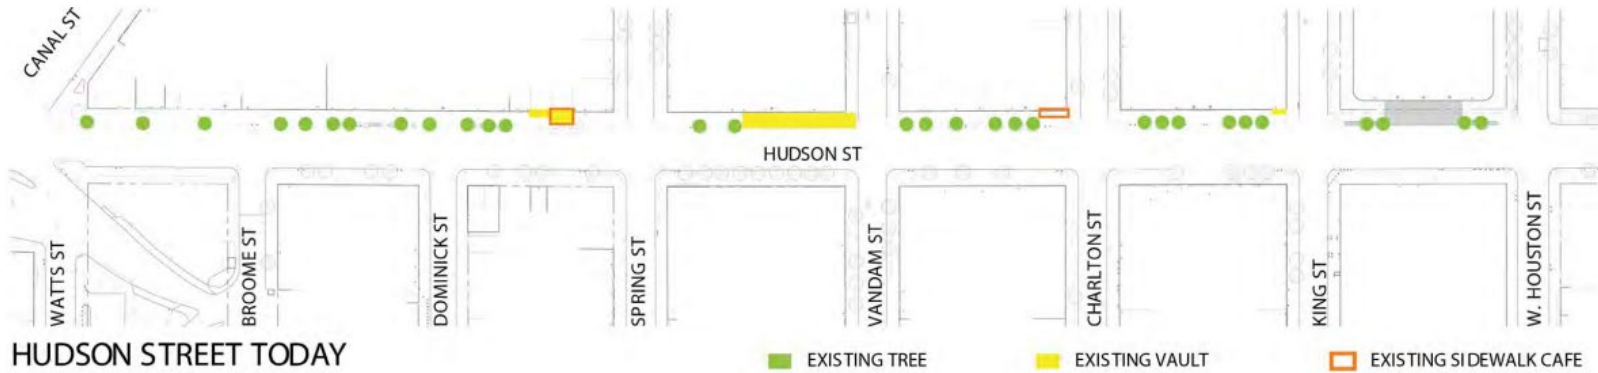 CANAL ST
HUDSON ST
WATTS ST
BROOME ST
DOMINICK ST
SPRING ST
VANDAM ST
CHARLTON ST
KING ST
W. HOUSTON ST
HUDSON STREET TODAY
EXISTING TREE
EXISTING VAULT
EXISTING SIDEWALK CAFE